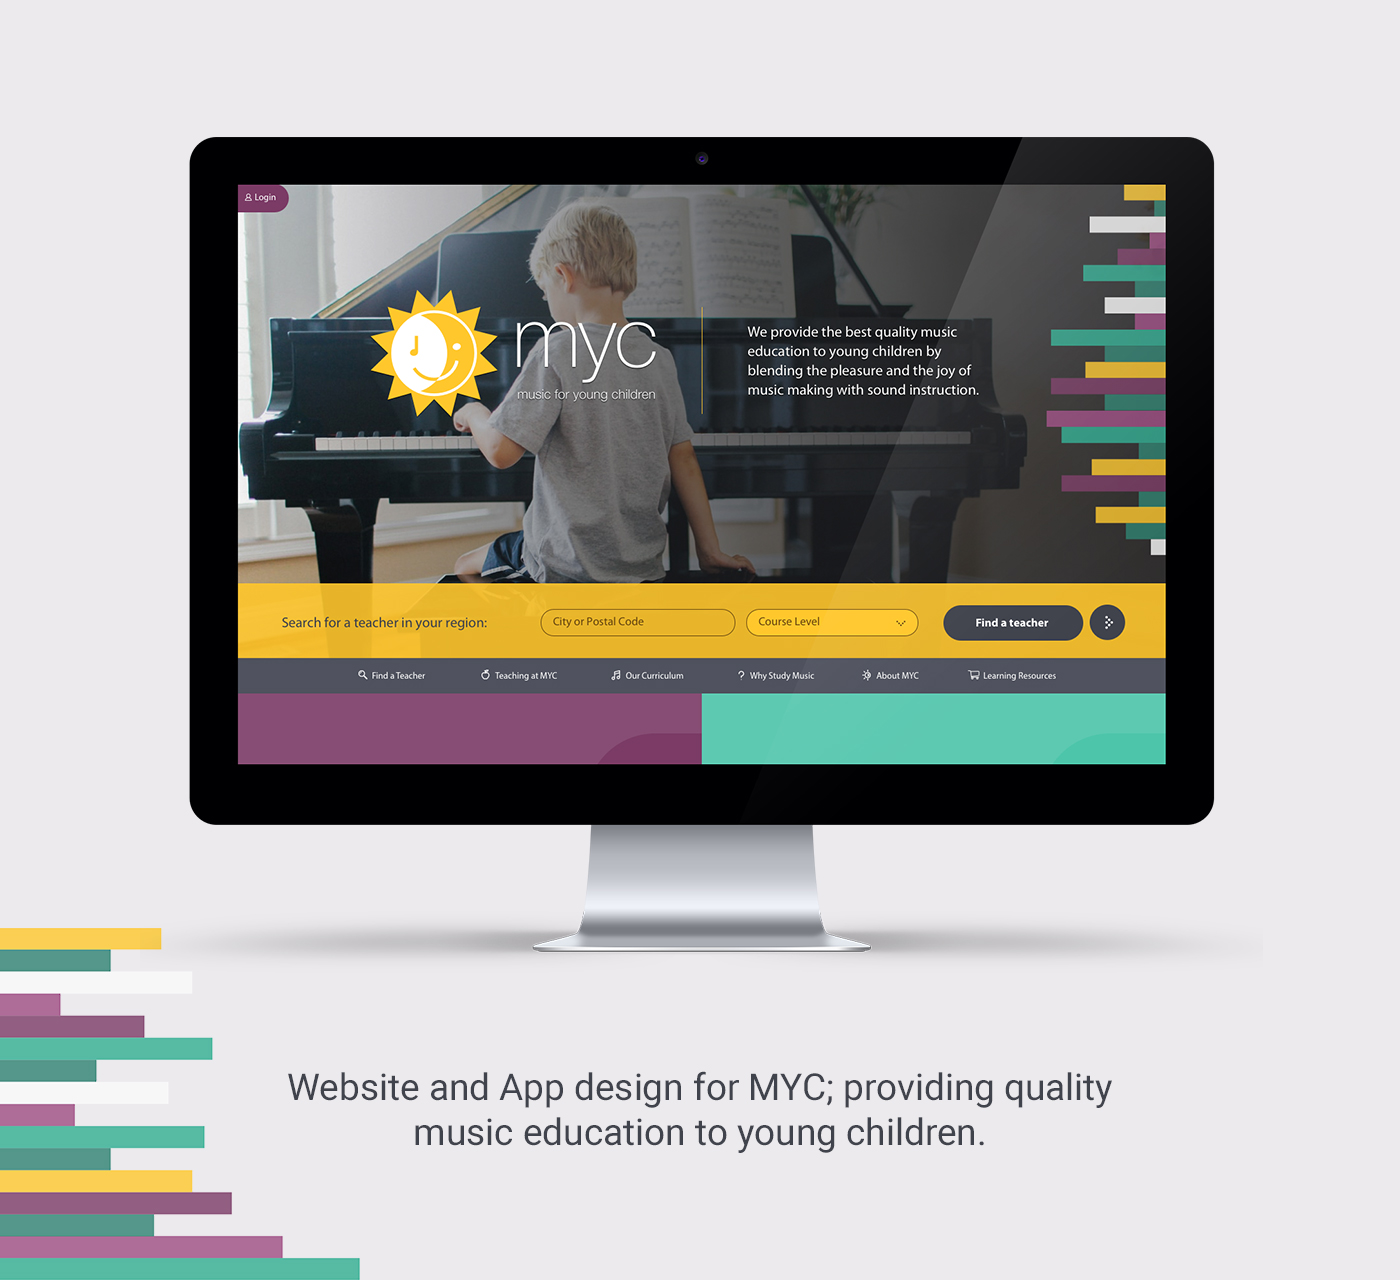 Login
myc
music for young children
We provide the best quality music
education to young children by
blending the pleasure and the joy of
music making with sound instruction.
Search for a teacher in your region:
City or Postal Code
Course Level
Find a teacher
Find a Teacher
Teaching at MYC
Our Curriculum
Why Study Music
About MYC
Learning Resources
Website and App design for MYC; providing quality
music education to young children.